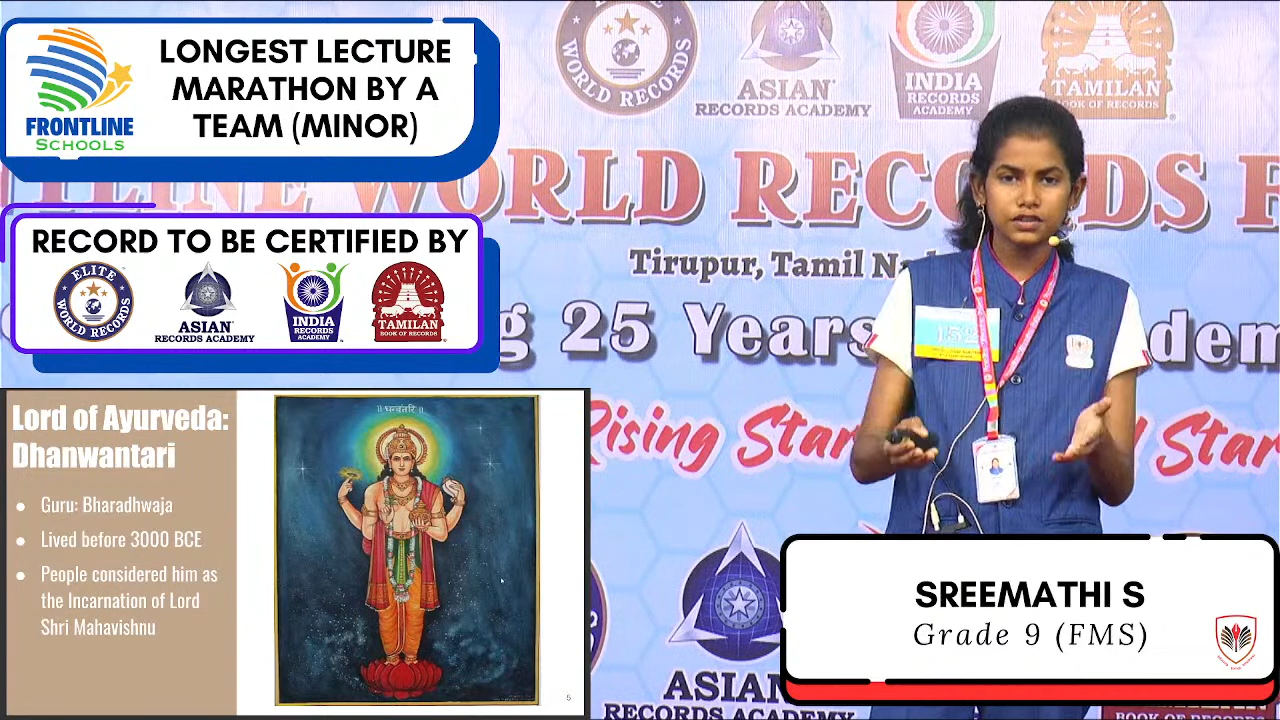 FRONTLINE
SCHOOLS
LONGEST LECTURE
MARATHON BY A
TEAM (MINOR)
RECORD TO BE CERTIFIED BY
ELITE
WORLD RECORDS
ASIAN
RECORDS ACADEMY
INDIA
RECORDS
ACADEMY
TAMILAN
BOOK OF RECORDS
Lord of Ayurveda:
Dhanwantari
Guru: Bharadhwaja
Lived before 3000 BCE
People considered him as
the Incarnation of Lord
Shri Mahavishnu
॥ धन्वंतरि ॥
5
WORLD RECORDS
ASIAN
RECORDS ACADEMY
INDIA
RECORDS ACADEMY
TAMILAN
BOOK OF RECORDS
TLINE WORLD RECORDS F
Tirupur, Tamil Na
g 25 Years
dem
Rising Star
Star
ASIAN
RECORDS ACADEMY
SREEMATHI S
Grade 9 (FMS)